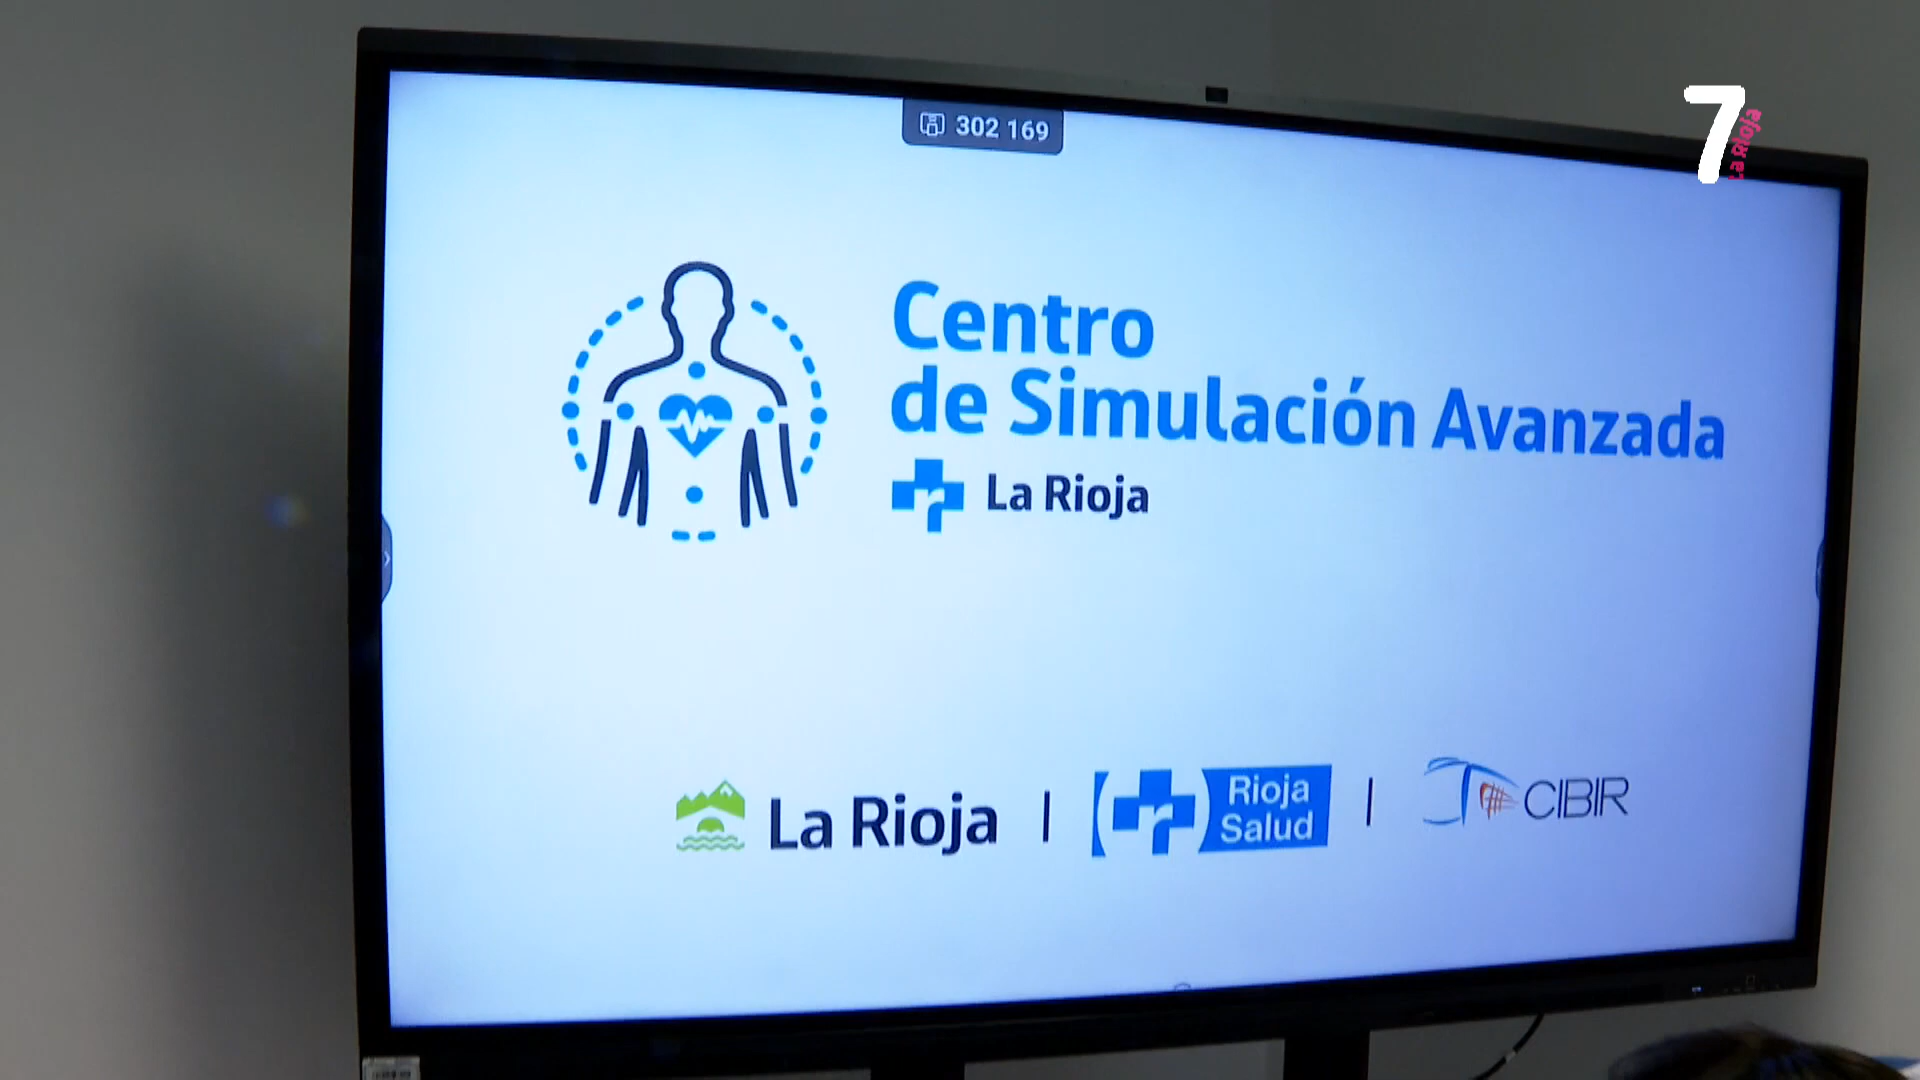 302 169
7
La Rioja
Centro
de Simulación Avanzada
La Rioja
La Rioja
Rioja
Salud
CIBIR